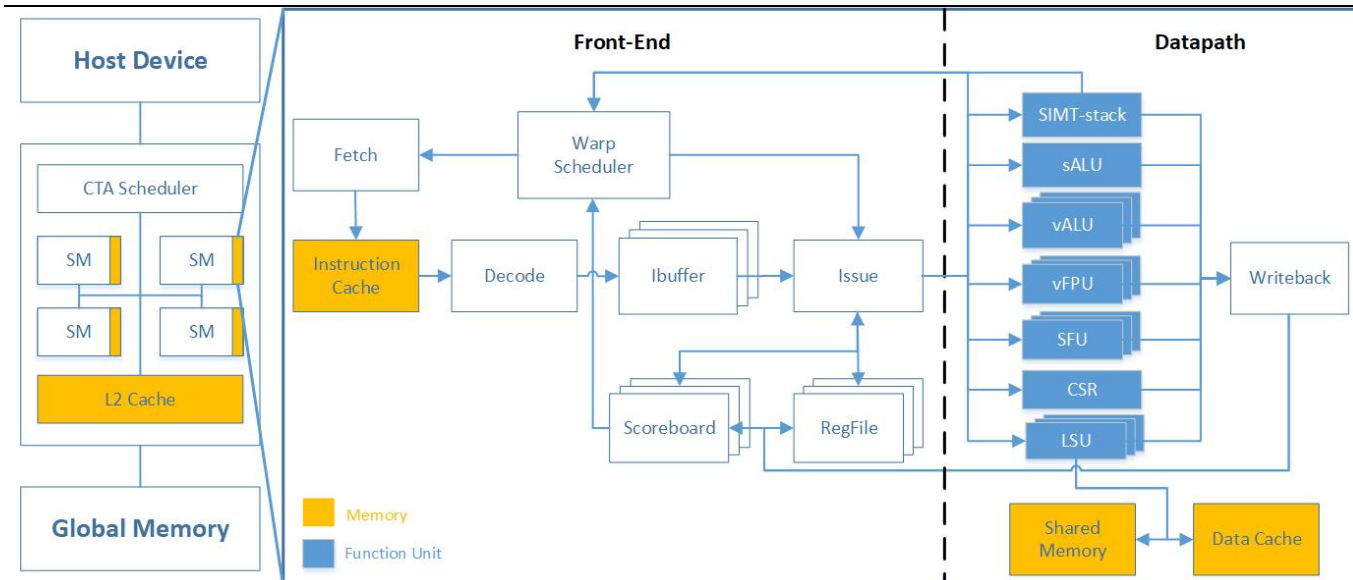 Host Device
CTA Scheduler
SM
SM
SM
SM
L2 Cache
Global Memory
Front-End
Datapath
Fetch
Warp
Scheduler
Instruction
Cache
Decode
Ibuffer
Issue
Scoreboard
RegFile
SIMT-stack
sALU
vALU
vFPU
SFU
CSR
LSU
Writeback
Shared
Memory
Data Cache
Memory
Function Unit